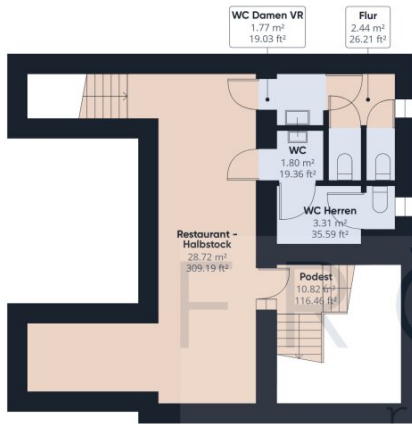 WC Damen VR
1.77 m²
19.03 ft²
Flur
2.44 m²
26.21 ft²
WC
1.80 m²
19.36 ft²
WC Herren
3.31 m²
35.59 ft²
Restaurant -
Halbstock
28.72 m²
309.19 ft²
Podest
10.82 m²
116.46 ft²